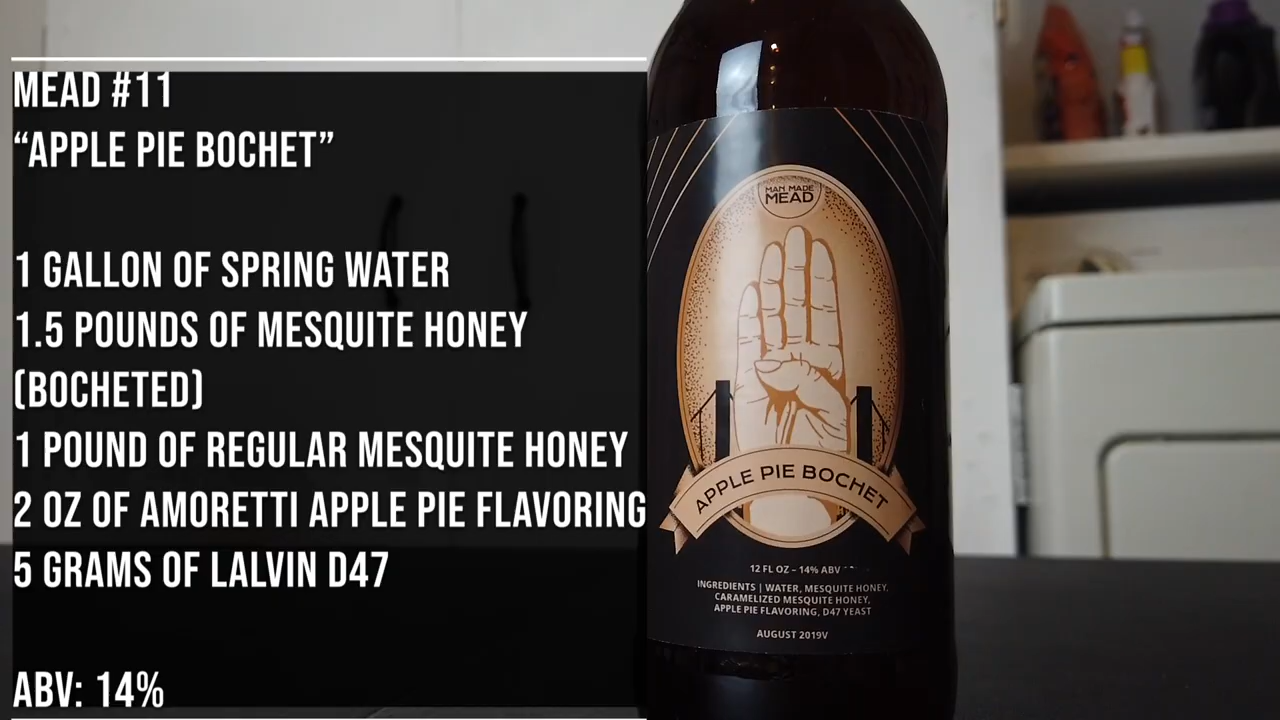 MEAD #11
“APPLE PIE BOCHET”
1 GALLON OF SPRING WATER
1.5 POUNDS OF MESQUITE HONEY
(BOCHETED)
1 POUND OF REGULAR MESQUITE HONEY
2 OZ OF AMORETTI APPLE PIE FLAVORING
5 GRAMS OF LALVIN D47
ABV: 14%
MAN MADE
MEAD
APPLE PIE BOCHET
12 FL OZ – 14% ABV
INGREDIENTS | WATER, MESQUITE HONEY,
CARAMELIZED MESQUITE HONEY,
APPLE PIE FLAVORING, D47 YEAST
AUGUST 2019V